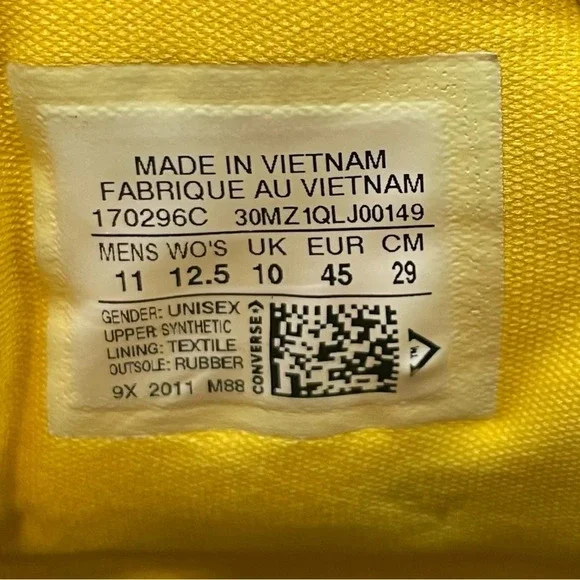 MADE IN VIETNAM
FABRIQUE AU VIETNAM
170296C 30MZ1QLJ00149
MENS WO'S UK EUR CM
11 12.5 10 45 29
GENDER: UNISEX
UPPER SYNTHETIC
LINING: TEXTILE
OUTSOLE: RUBBER
9X 2011 M88
CONVERSE